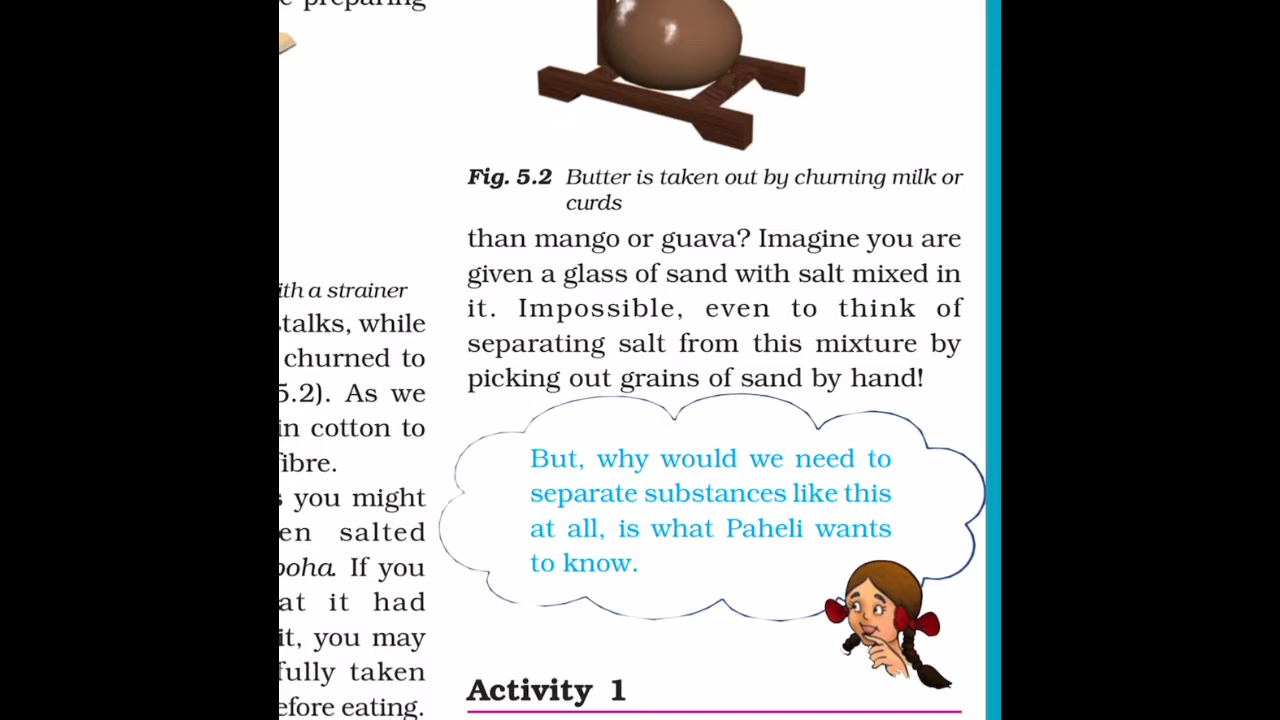 preparing
ith a strainer
stalks, while
churned to
5.2). As we
in cotton to
fibre.
you might
en salted
poha. If you
at it had
it, you may
fully taken
efore eating.
Fig. 5.2 Butter is taken out by churning milk or
curds
than mango or guava? Imagine you are
given a glass of sand with salt mixed in
it. Impossible, even to think of
separating salt from this mixture by
picking out grains of sand by hand!
But, why would we need to
separate substances like this
at all, is what Paheli wants
to know.
Activity 1